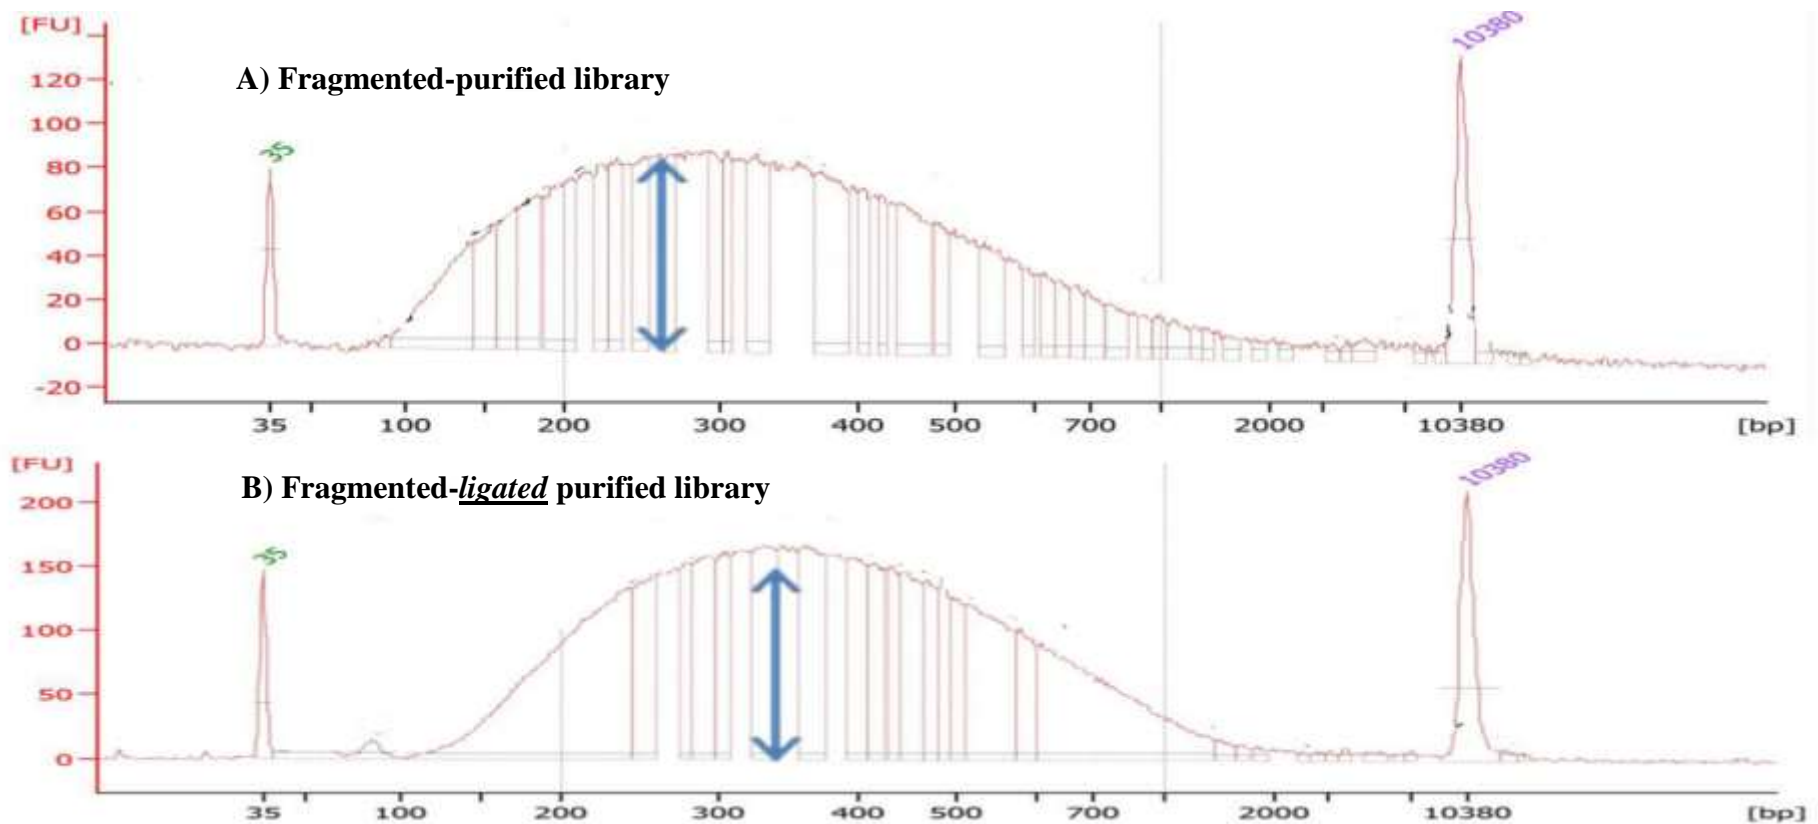 [FU]
10380
A) Fragmented-purified library
120
100
35
80
60
40
20
0
-20
35 100 200 300 400 500 700 2000 10380 [bp]
[FU]
10380
B) Fragmented-ligated purified library
200
35
150
100
50
0
35 100 200 300 400 500 700 2000 10380 [bp]